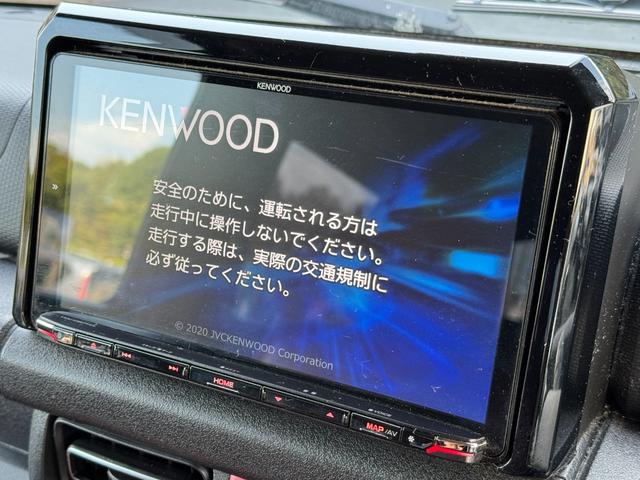 KENWOOD
KENWOOD
安全のために、運転される方は
走行中に操作しないでください。
走行する際は、実際の交通規制に
必ず従ってください。
© 2020 JVCKENWOOD Corporation
HOME
MAP/AV